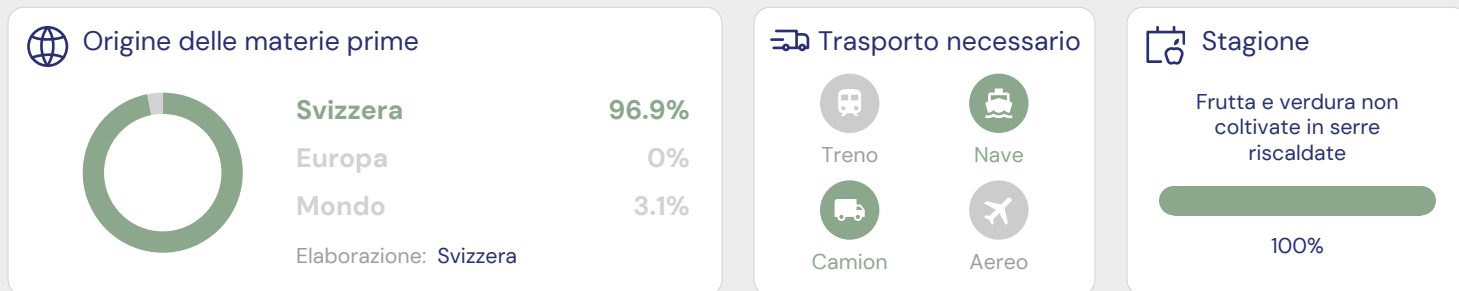 Origine delle materie prime
Svizzera 96.9%
Europa 0%
Mondo 3.1%
Elaborazione: Svizzera
Trasporto necessario
Treno Nave
Camion Aereo
Stagione
Frutta e verdura non
coltivate in serre
riscaldate
100%